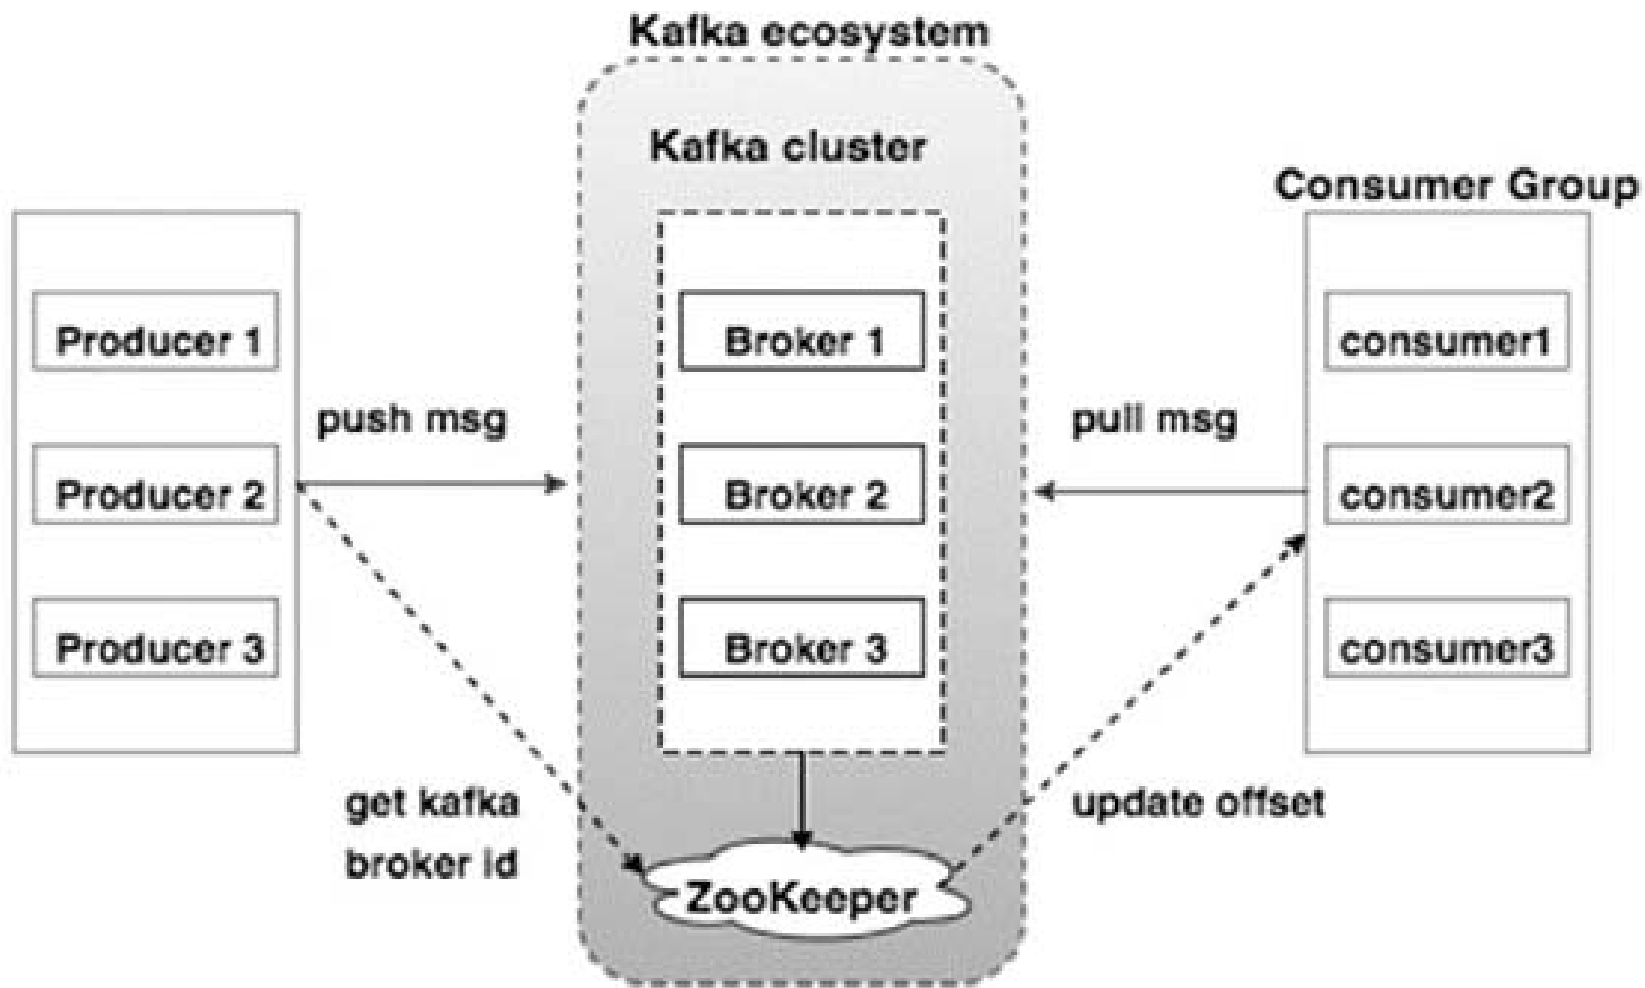 Kafka ecosystem
Kafka cluster
Consumer Group
Producer 1
Broker 1
consumer1
push msg
pull msg
Producer 2
Broker 2
consumer2
Producer 3
Broker 3
consumer3
get kafka
broker id
update offset
ZooKeeper